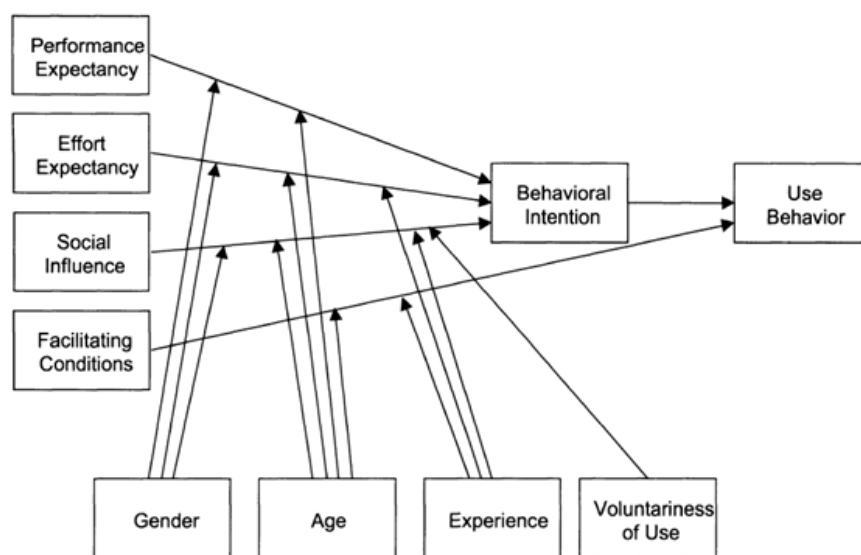 Performance
Expectancy
Effort
Expectancy
Social
Influence
Facilitating
Conditions
Behavioral
Intention
Use
Behavior
Gender
Age
Experience
Voluntariness
of Use